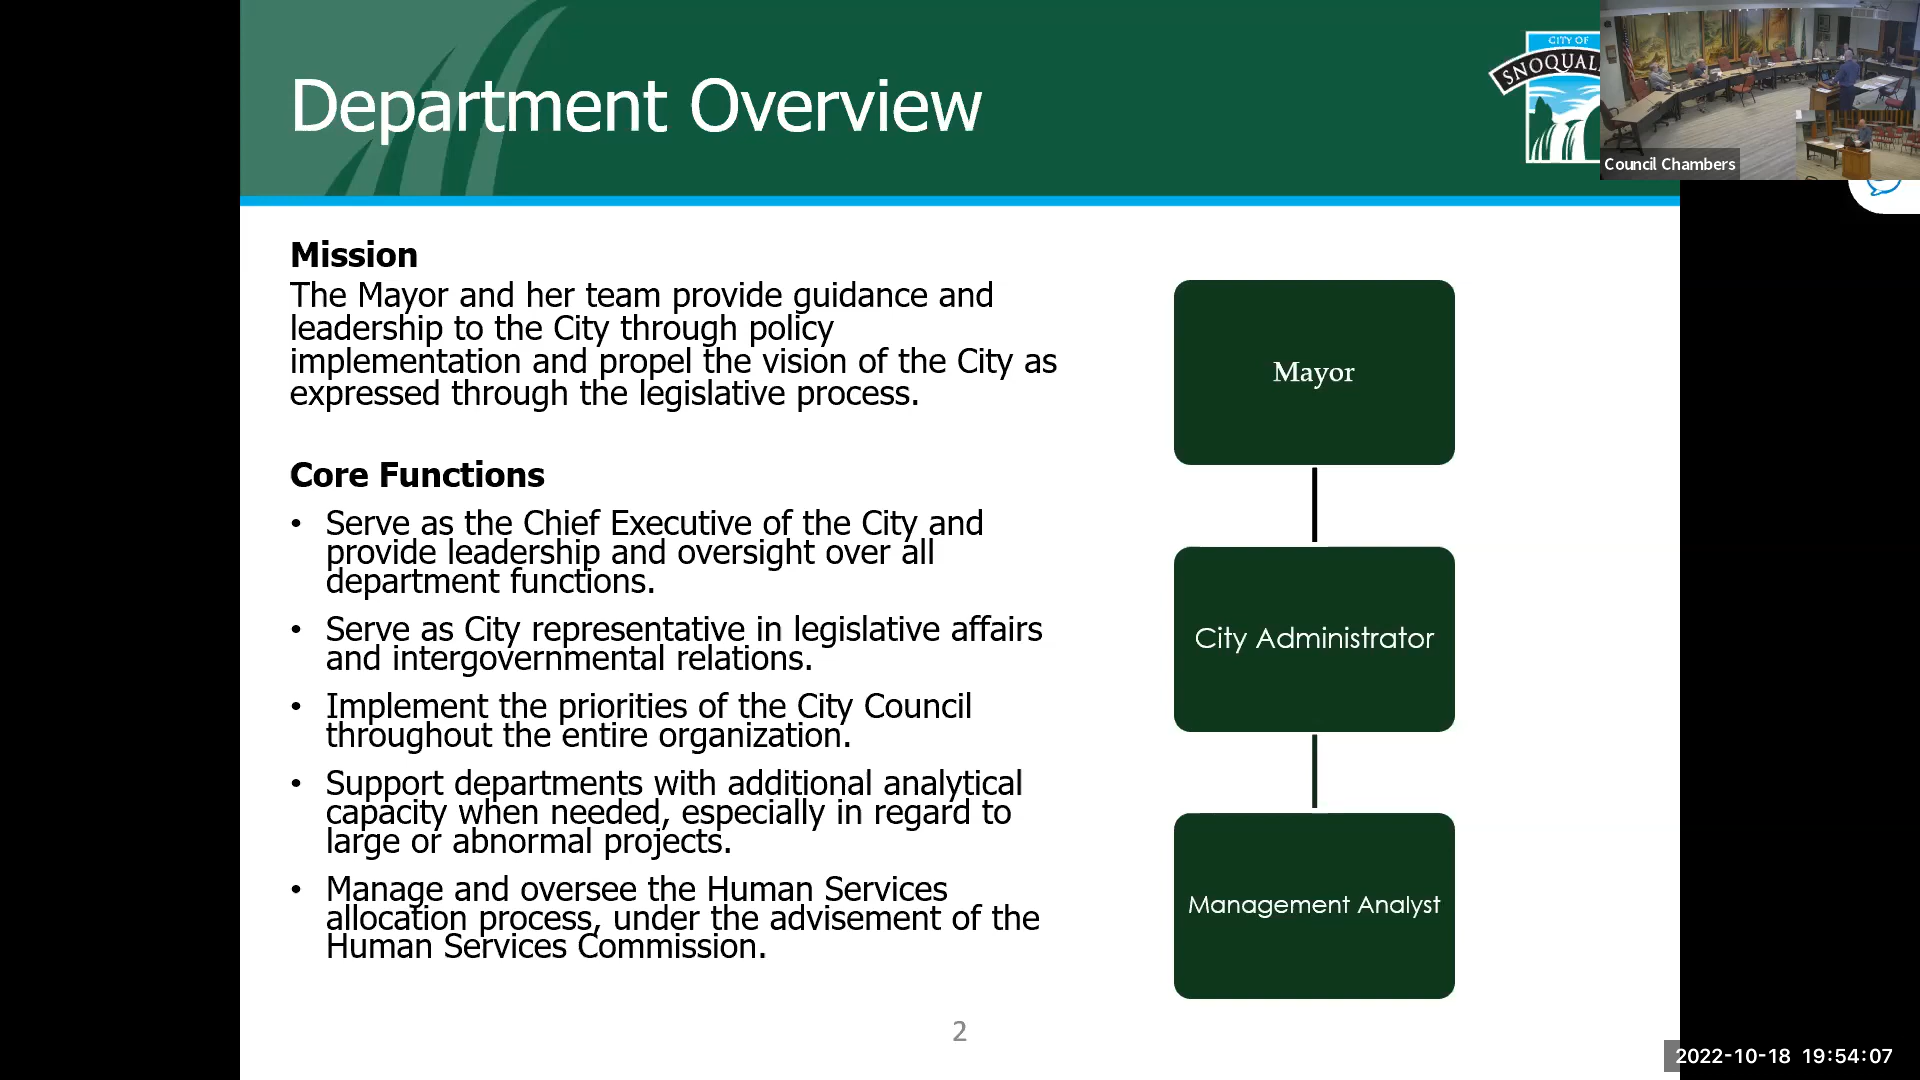 Department Overview
CITY OF
SNOQUAL
Council Chambers
Mission
The Mayor and her team provide guidance and
leadership to the City through policy
implementation and propel the vision of the City as
expressed through the legislative process.
Core Functions
• Serve as the Chief Executive of the City and
provide leadership and oversight over all
department functions.
• Serve as City representative in legislative affairs
and intergovernmental relations.
• Implement the priorities of the City Council
throughout the entire organization.
• Support departments with additional analytical
capacity when needed, especially in regard to
large or abnormal projects.
• Manage and oversee the Human Services
allocation process, under the advisement of the
Human Services Commission.
Mayor
City Administrator
Management Analyst
2
2022-10-18 19:54:07